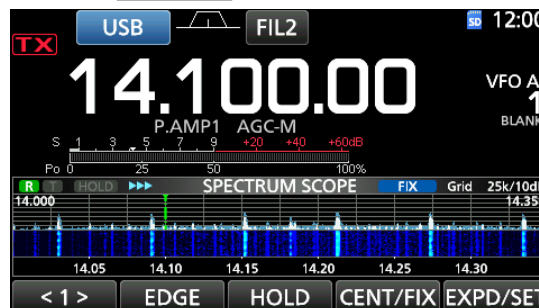 USB FIL2 SD 12:00
TX
14.100.00
VFO A
1
P.AMP1 AGC-M
BLANK
S 1 3 5 7 9 +20 +40 +60dB
Po 0 25 50 100%
R T HOLD SPECTRUM SCOPE FIX Grid 25k/10d
14.000 14.35
14.05 14.10 14.15 14.20 14.25 14.30
< 1 > EDGE HOLD CENT/FIX EXPD/SET